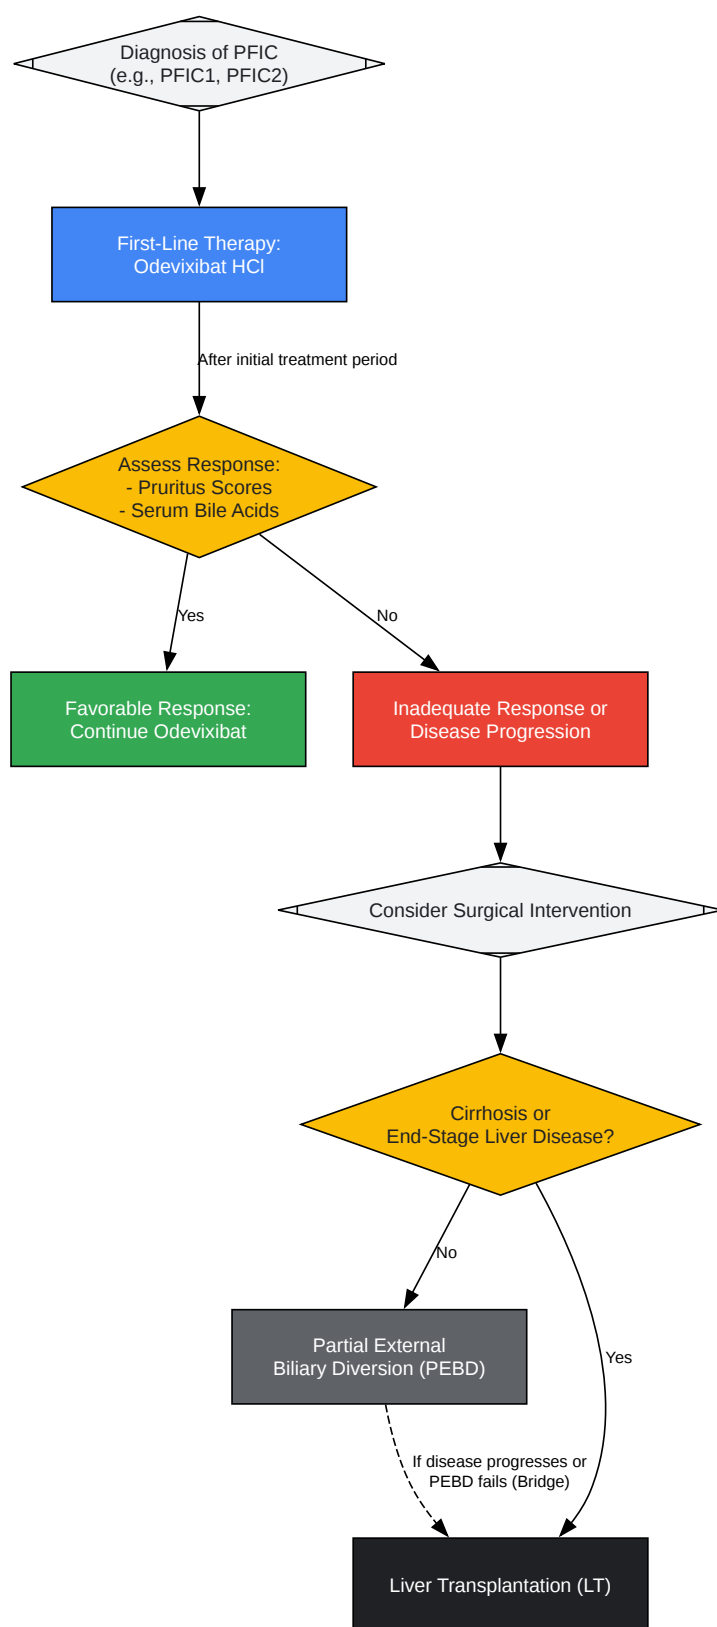 Diagnosis of PFIC
(e.g., PFIC1, PFIC2)
First-Line Therapy:
Odevixibat HCl
After initial treatment period
Assess Response:
- Pruritus Scores
- Serum Bile Acids
Yes
No
Favorable Response:
Continue Odevixibat
Inadequate Response or
Disease Progression
Consider Surgical Intervention
Cirrhosis or
End-Stage Liver Disease?
No
Yes
Partial External
Biliary Diversion (PEBD)
If disease progresses or
PEBD fails (Bridge)
Liver Transplantation (LT)